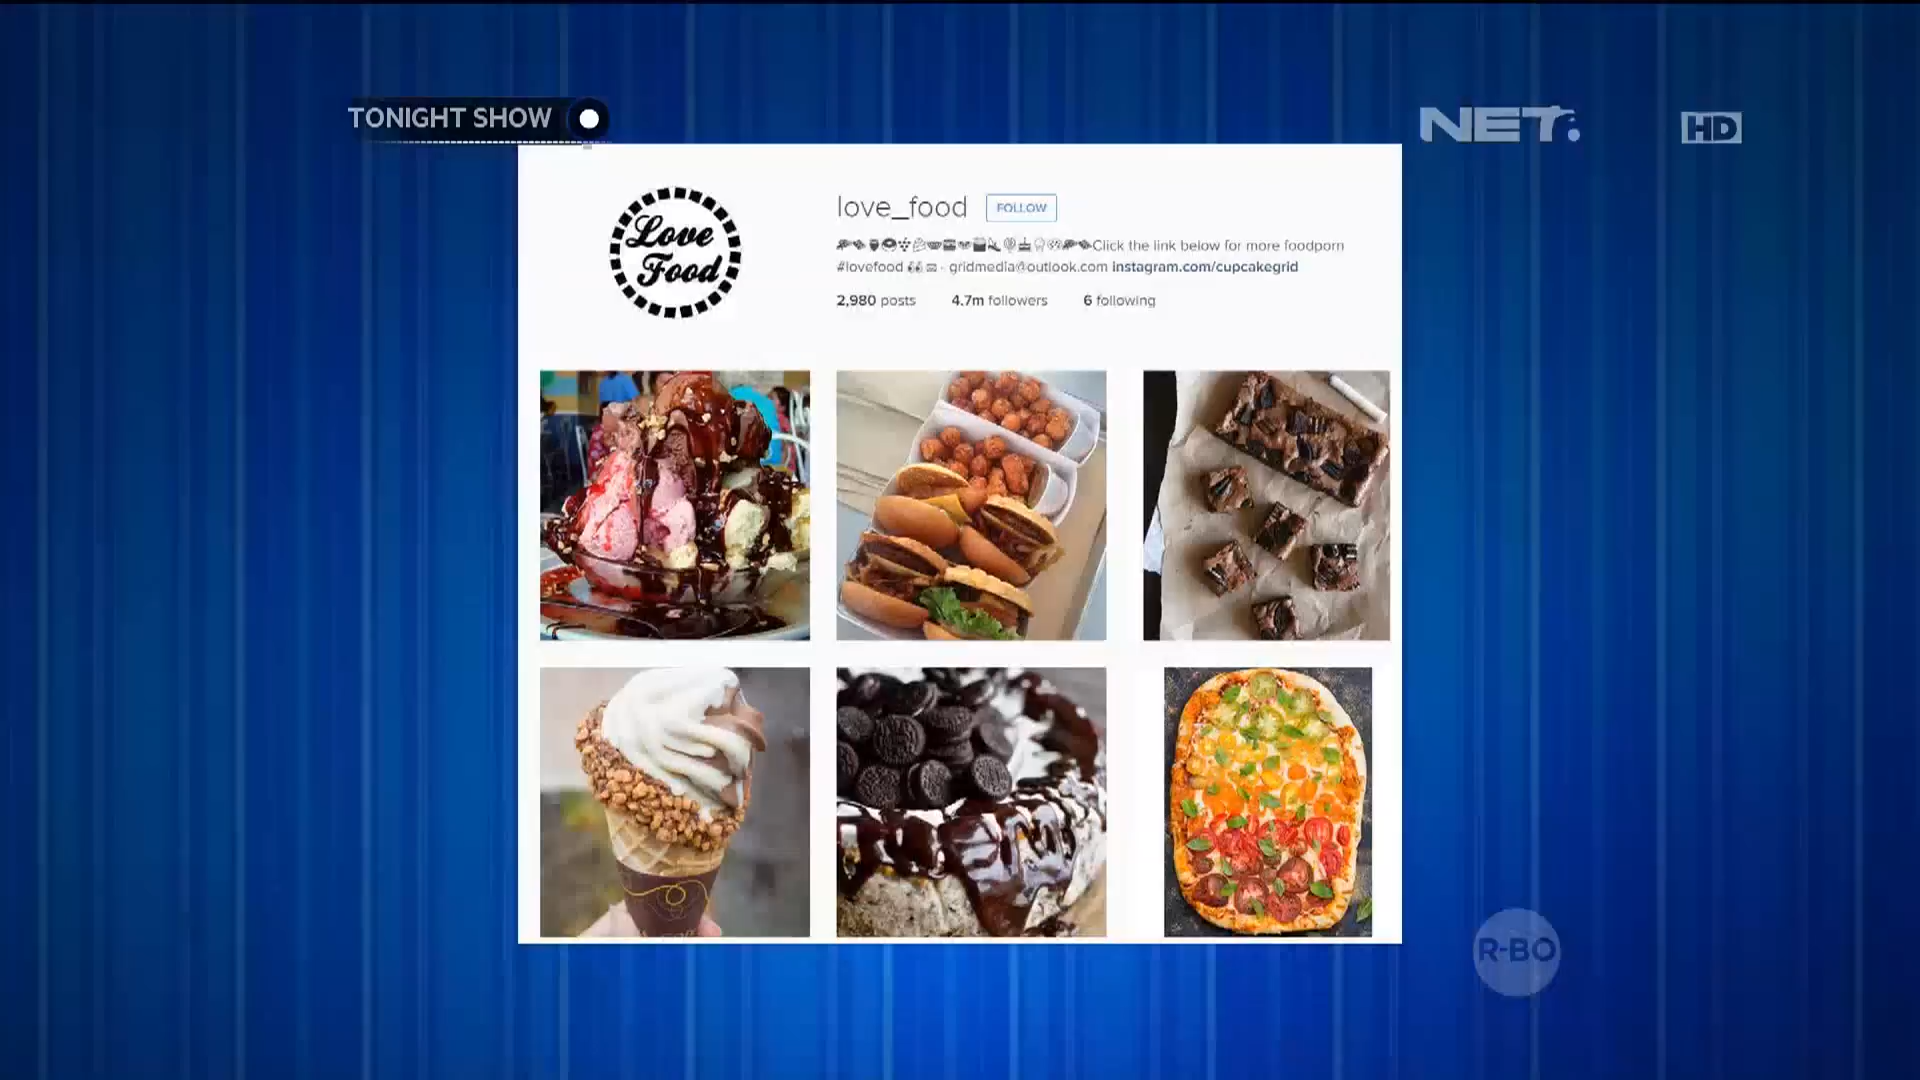 TONIGHT SHOW
NET.
HD
Love
Food
love_food
FOLLOW
Click the link below for more foodporn
#lovefood - gridmedia@outlook.com instagram.com/cupcakegrid
2,980 posts 4.7m followers 6 following
R-BO